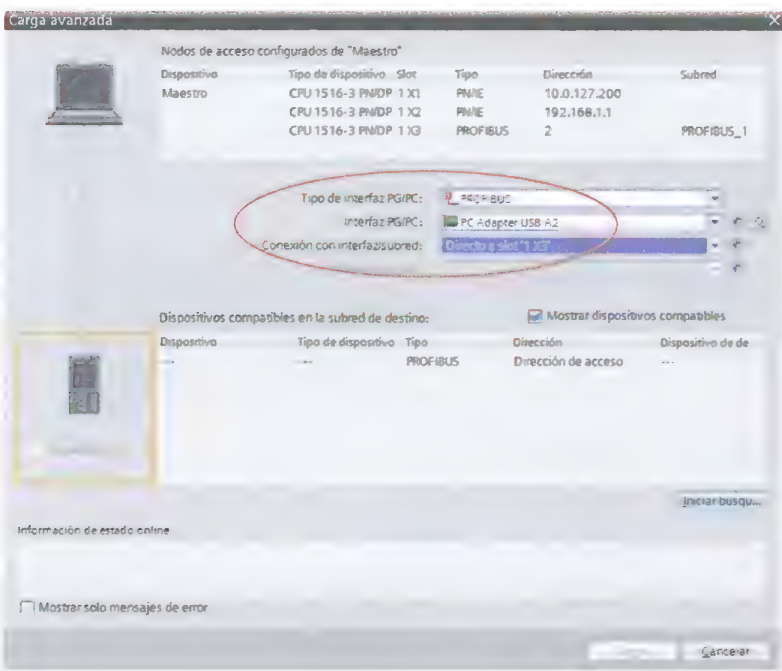 Carga avanzada
Nodos de acceso configurados de "Maestro"
Dispositivo Tipo de dispositivo Slot Tipo Dirección Subred
Maestro CPU 1516-3 PN/DP 1 X1 PN/IE 10.0.127.200
CPU 1516-3 PN/DP 1 X2 PN/IE 192.168.1.1
CPU 1516-3 PN/DP 1 X3 PROFIBUS 2 PROFIBUS_1
Tipo de interfaz PG/PC: PROFIBUS
Interfaz PG/PC: PC Adapter USB A2
Conexión con interfaz/subred: Directo a slot "1 X3"
Dispositivos compatibles en la subred de destino: Mostrar dispositivos compatibles
Dispositivo Tipo de dispositivo Tipo Dirección Dispositivo de de
--- --- PROFIBUS Dirección de acceso ---
Iniciar búsqu...
Información de estado online
Mostrar solo mensajes de error
Cancelar